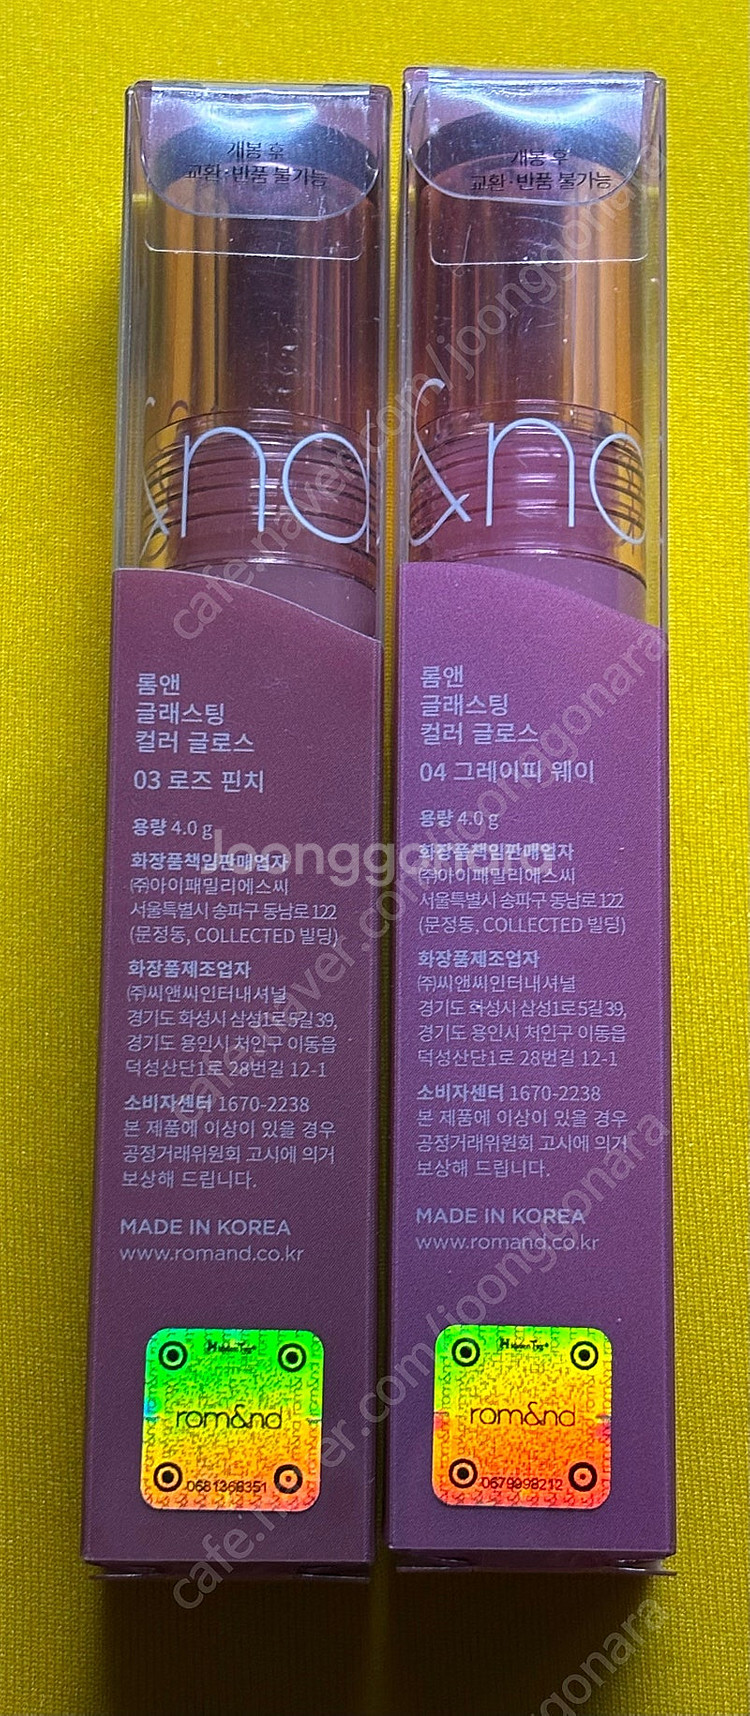 개봉 후
교환·반품 불가능
&nd
롬앤
글래스팅
컬러 글로스
03 로즈 핀치
용량 4.0 g
화장품책임판매업자
㈜아이패밀리에스씨
서울특별시 송파구 동남로 122
(문정동, COLLECTED 빌딩)
화장품제조업자
㈜씨앤씨인터내셔널
경기도 화성시 삼성1로 5길 39,
경기도 용인시 처인구 이동읍
덕성산단1로 28번길 12-1
소비자센터 1670-2238
본 제품에 이상이 있을 경우
공정거래위원회 고시에 의거
보상해 드립니다.
MADE IN KOREA
www.romand.co.kr
Hidden Tag
rom&nd
0681368351
개봉 후
교환·반품 불가능
&nd
롬앤
글래스팅
컬러 글로스
04 그레이피 웨이
용량 4.0 g
화장품책임판매업자
㈜아이패밀리에스씨
서울특별시 송파구 동남로 122
(문정동, COLLECTED 빌딩)
화장품제조업자
㈜씨앤씨인터내셔널
경기도 화성시 삼성1로 5길 39,
경기도 용인시 처인구 이동읍
덕성산단1로 28번길 12-1
소비자센터 1670-2238
본 제품에 이상이 있을 경우
공정거래위원회 고시에 의거
보상해 드립니다.
MADE IN KOREA
www.romand.co.kr
Hidden Tag
rom&nd
0679998212
Joonggonara
cafe.naver.com/joonggonara
cafe.naver.com/joonggonara
cafe.naver.com/joonggonara
joonggonara